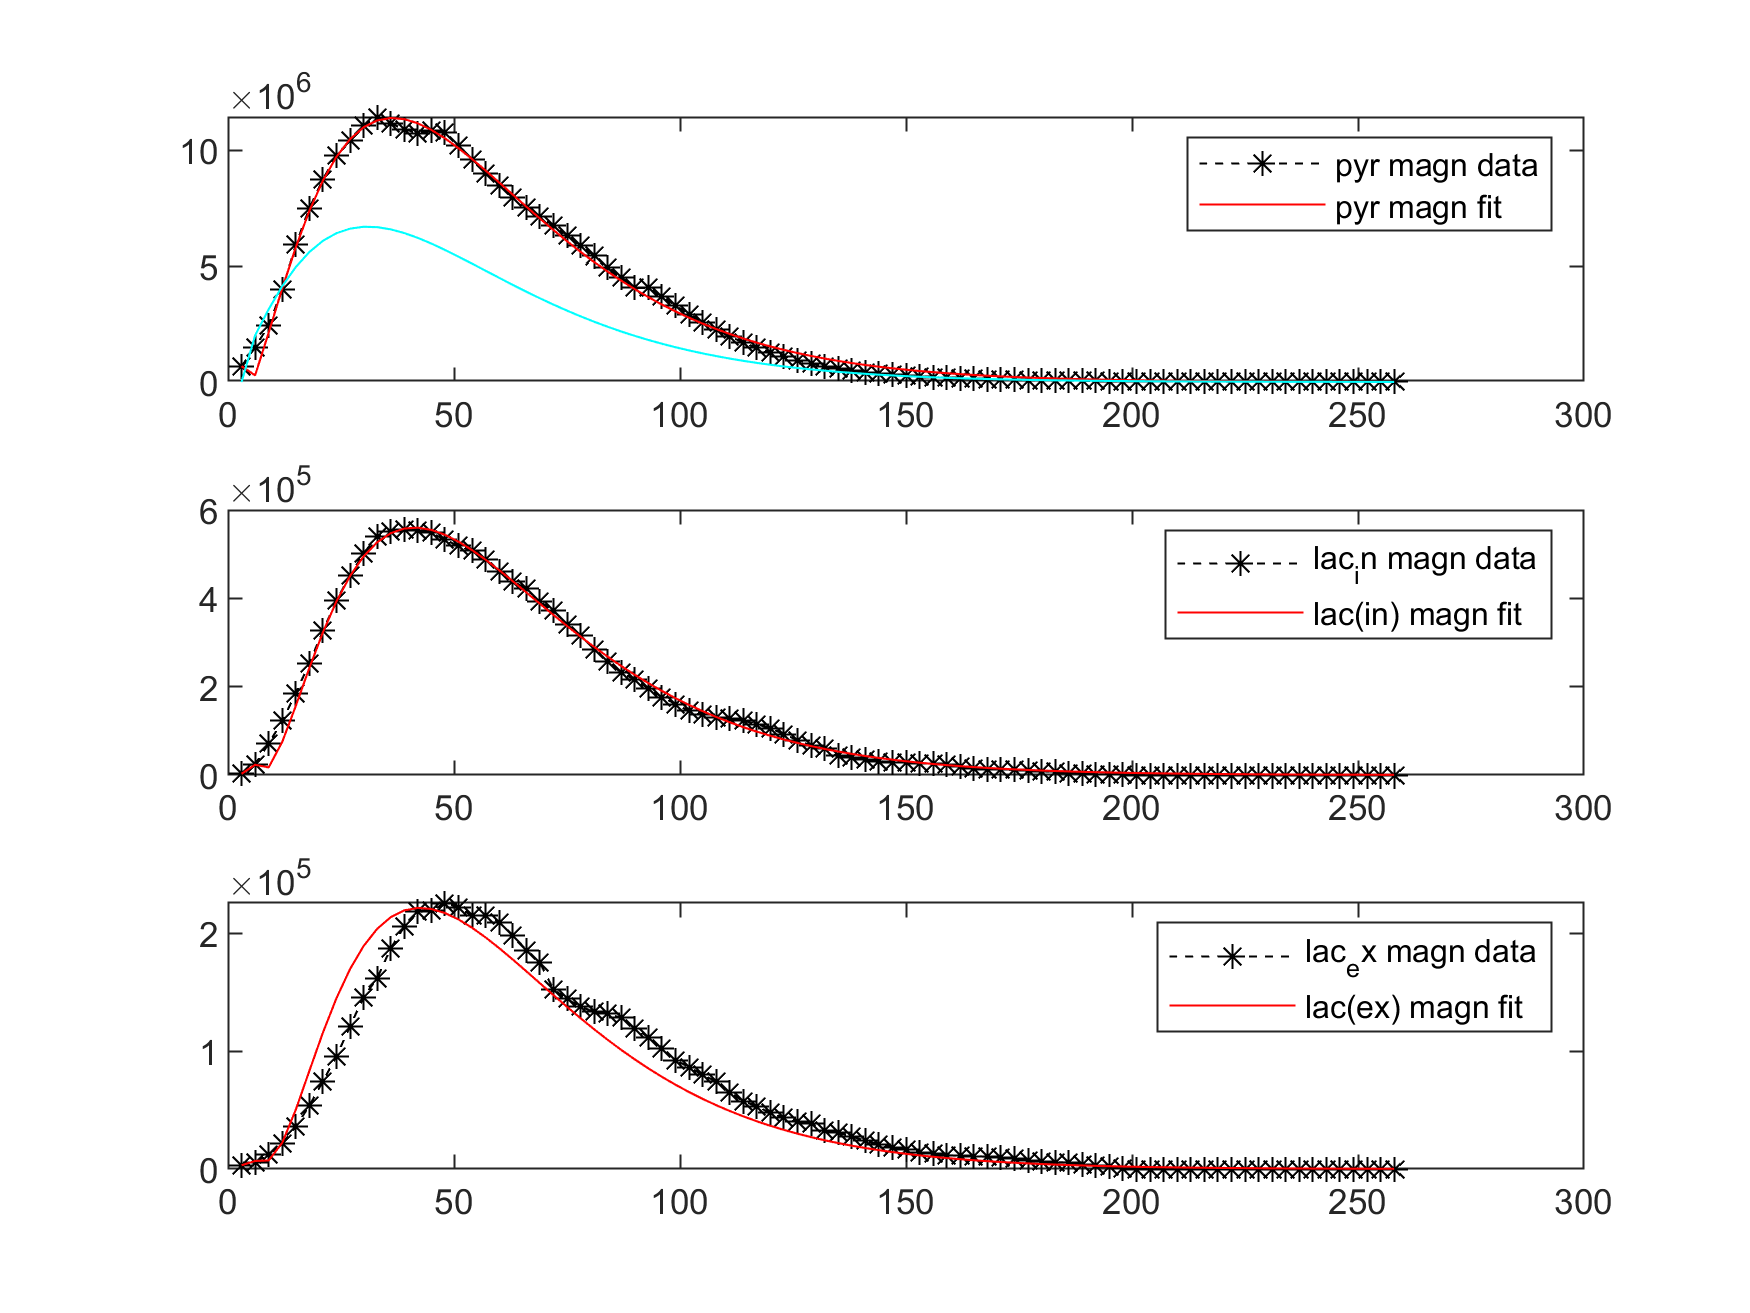 ×10⁶
10
5
0
0 50 100 150 200 250 300
pyr magn data
pyr magn fit
×10⁵
6
4
2
0
0 50 100 150 200 250 300
lacᵢn magn data
lac(in) magn fit
×10⁵
2
1
0
0 50 100 150 200 250 300
lacₑx magn data
lac(ex) magn fit